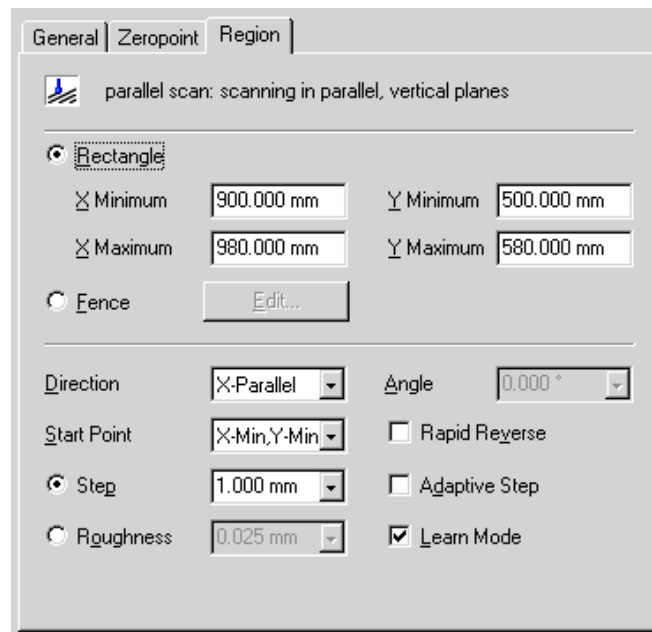 General Zeropoint Region
parallel scan: scanning in parallel, vertical planes
Rectangle
X Minimum 900.000 mm Y Minimum 500.000 mm
X Maximum 980.000 mm Y Maximum 580.000 mm
Fence Edit...
Direction X-Parallel Angle 0.000 °
Start Point X-Min,Y-Min Rapid Reverse
Step 1.000 mm Adaptive Step
Roughness 0.025 mm Learn Mode